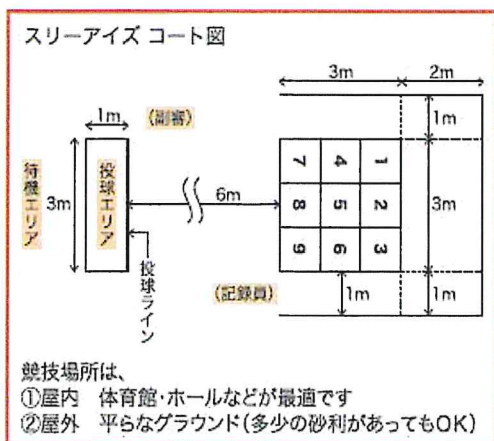 スリーアイズ コート図
3m
2m
1m
(副審)
1m
待機エリア
3m
投球エリア
6m
7 4 1
8 5 2
9 6 3
3m
投球ライン
(記録員)
1m
1m
競技場所は、
①屋内 体育館・ホールなどが最適です
②屋外 平らなグラウンド(多少の砂利があってもOK)